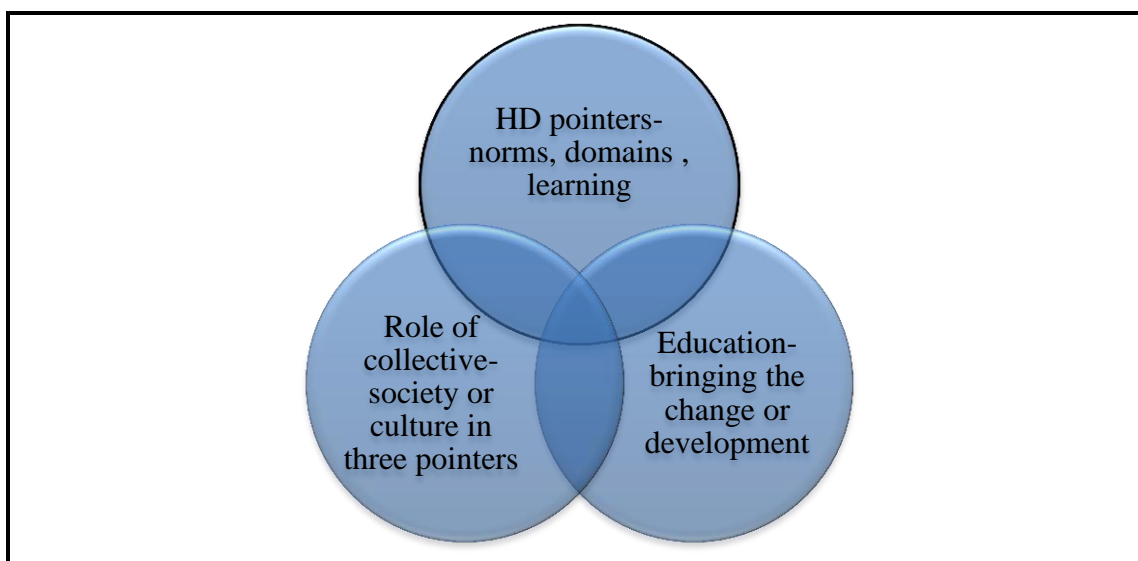 HD pointers-
norms, domains ,
learning
Role of
collective-
society or
culture in
three pointers
Education-
bringing the
change or
development